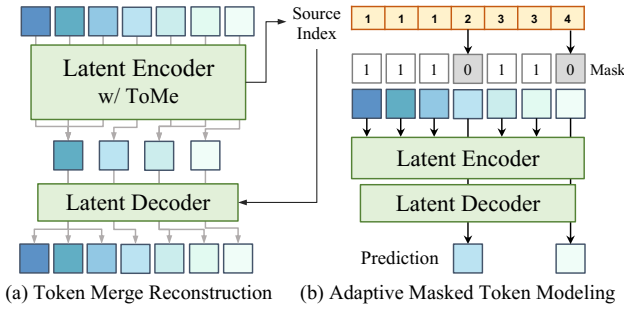 Latent Encoder
w/ ToMe
Latent Decoder
(a) Token Merge Reconstruction
Source
Index
1 1 1 2 3 3 4
1 1 1 0 1 1 0 Mask
Latent Encoder
Latent Decoder
Prediction
(b) Adaptive Masked Token Modeling